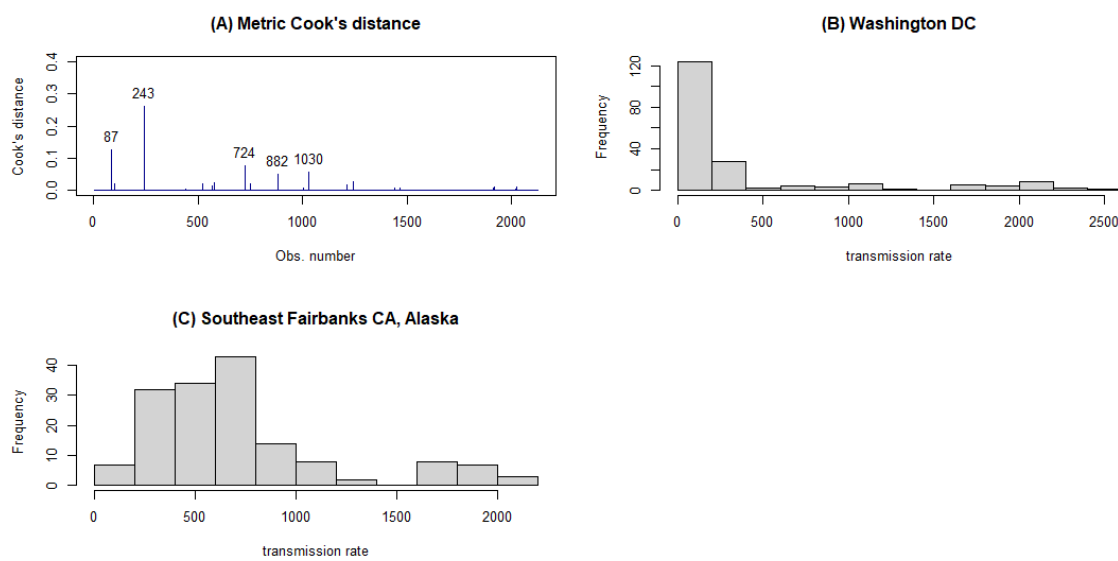 (A) Metric Cook's distance
Cook's distance
0.0 0.1 0.2 0.3 0.4
87
243
724
882
1030
0 500 1000 1500 2000
Obs. number
(B) Washington DC
Frequency
0 40 80 120
0 500 1000 1500 2000 2500
transmission rate
(C) Southeast Fairbanks CA, Alaska
Frequency
0 10 20 30 40
0 500 1000 1500 2000
transmission rate